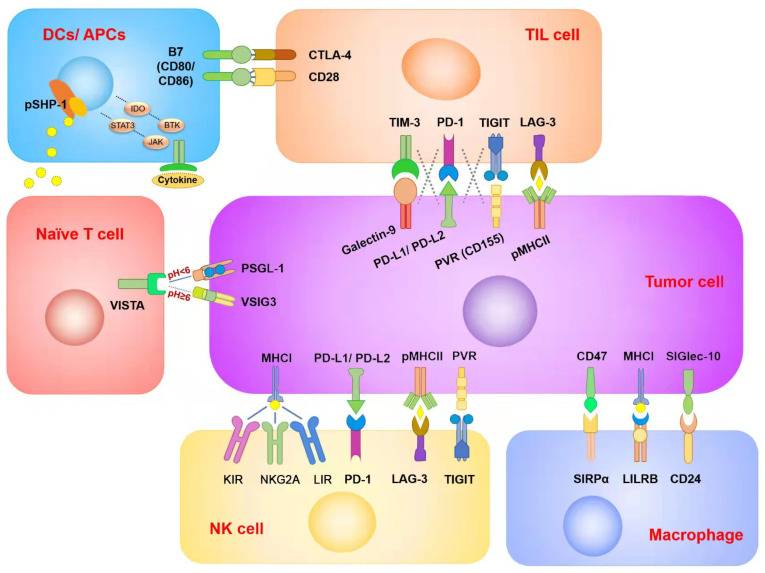 DCs/ APCs
B7
(CD80/
CD86)
pSHP-1
IDO
STAT3
BTK
JAK
Cytokine
CTLA-4
CD28
TIL cell
TIM-3
PD-1
TIGIT
LAG-3
Galectin-9
PD-L1/ PD-L2
PVR (CD155)
pMHCII
Naïve T cell
VISTA
pH<6
pH≥6
PSGL-1
VSIG3
Tumor cell
MHCI
PD-L1/ PD-L2
pMHCII
PVR
CD47
MHCI
SIGlec-10
KIR
NKG2A
LIR
PD-1
LAG-3
TIGIT
NK cell
SIRPα
LILRB
CD24
Macrophage